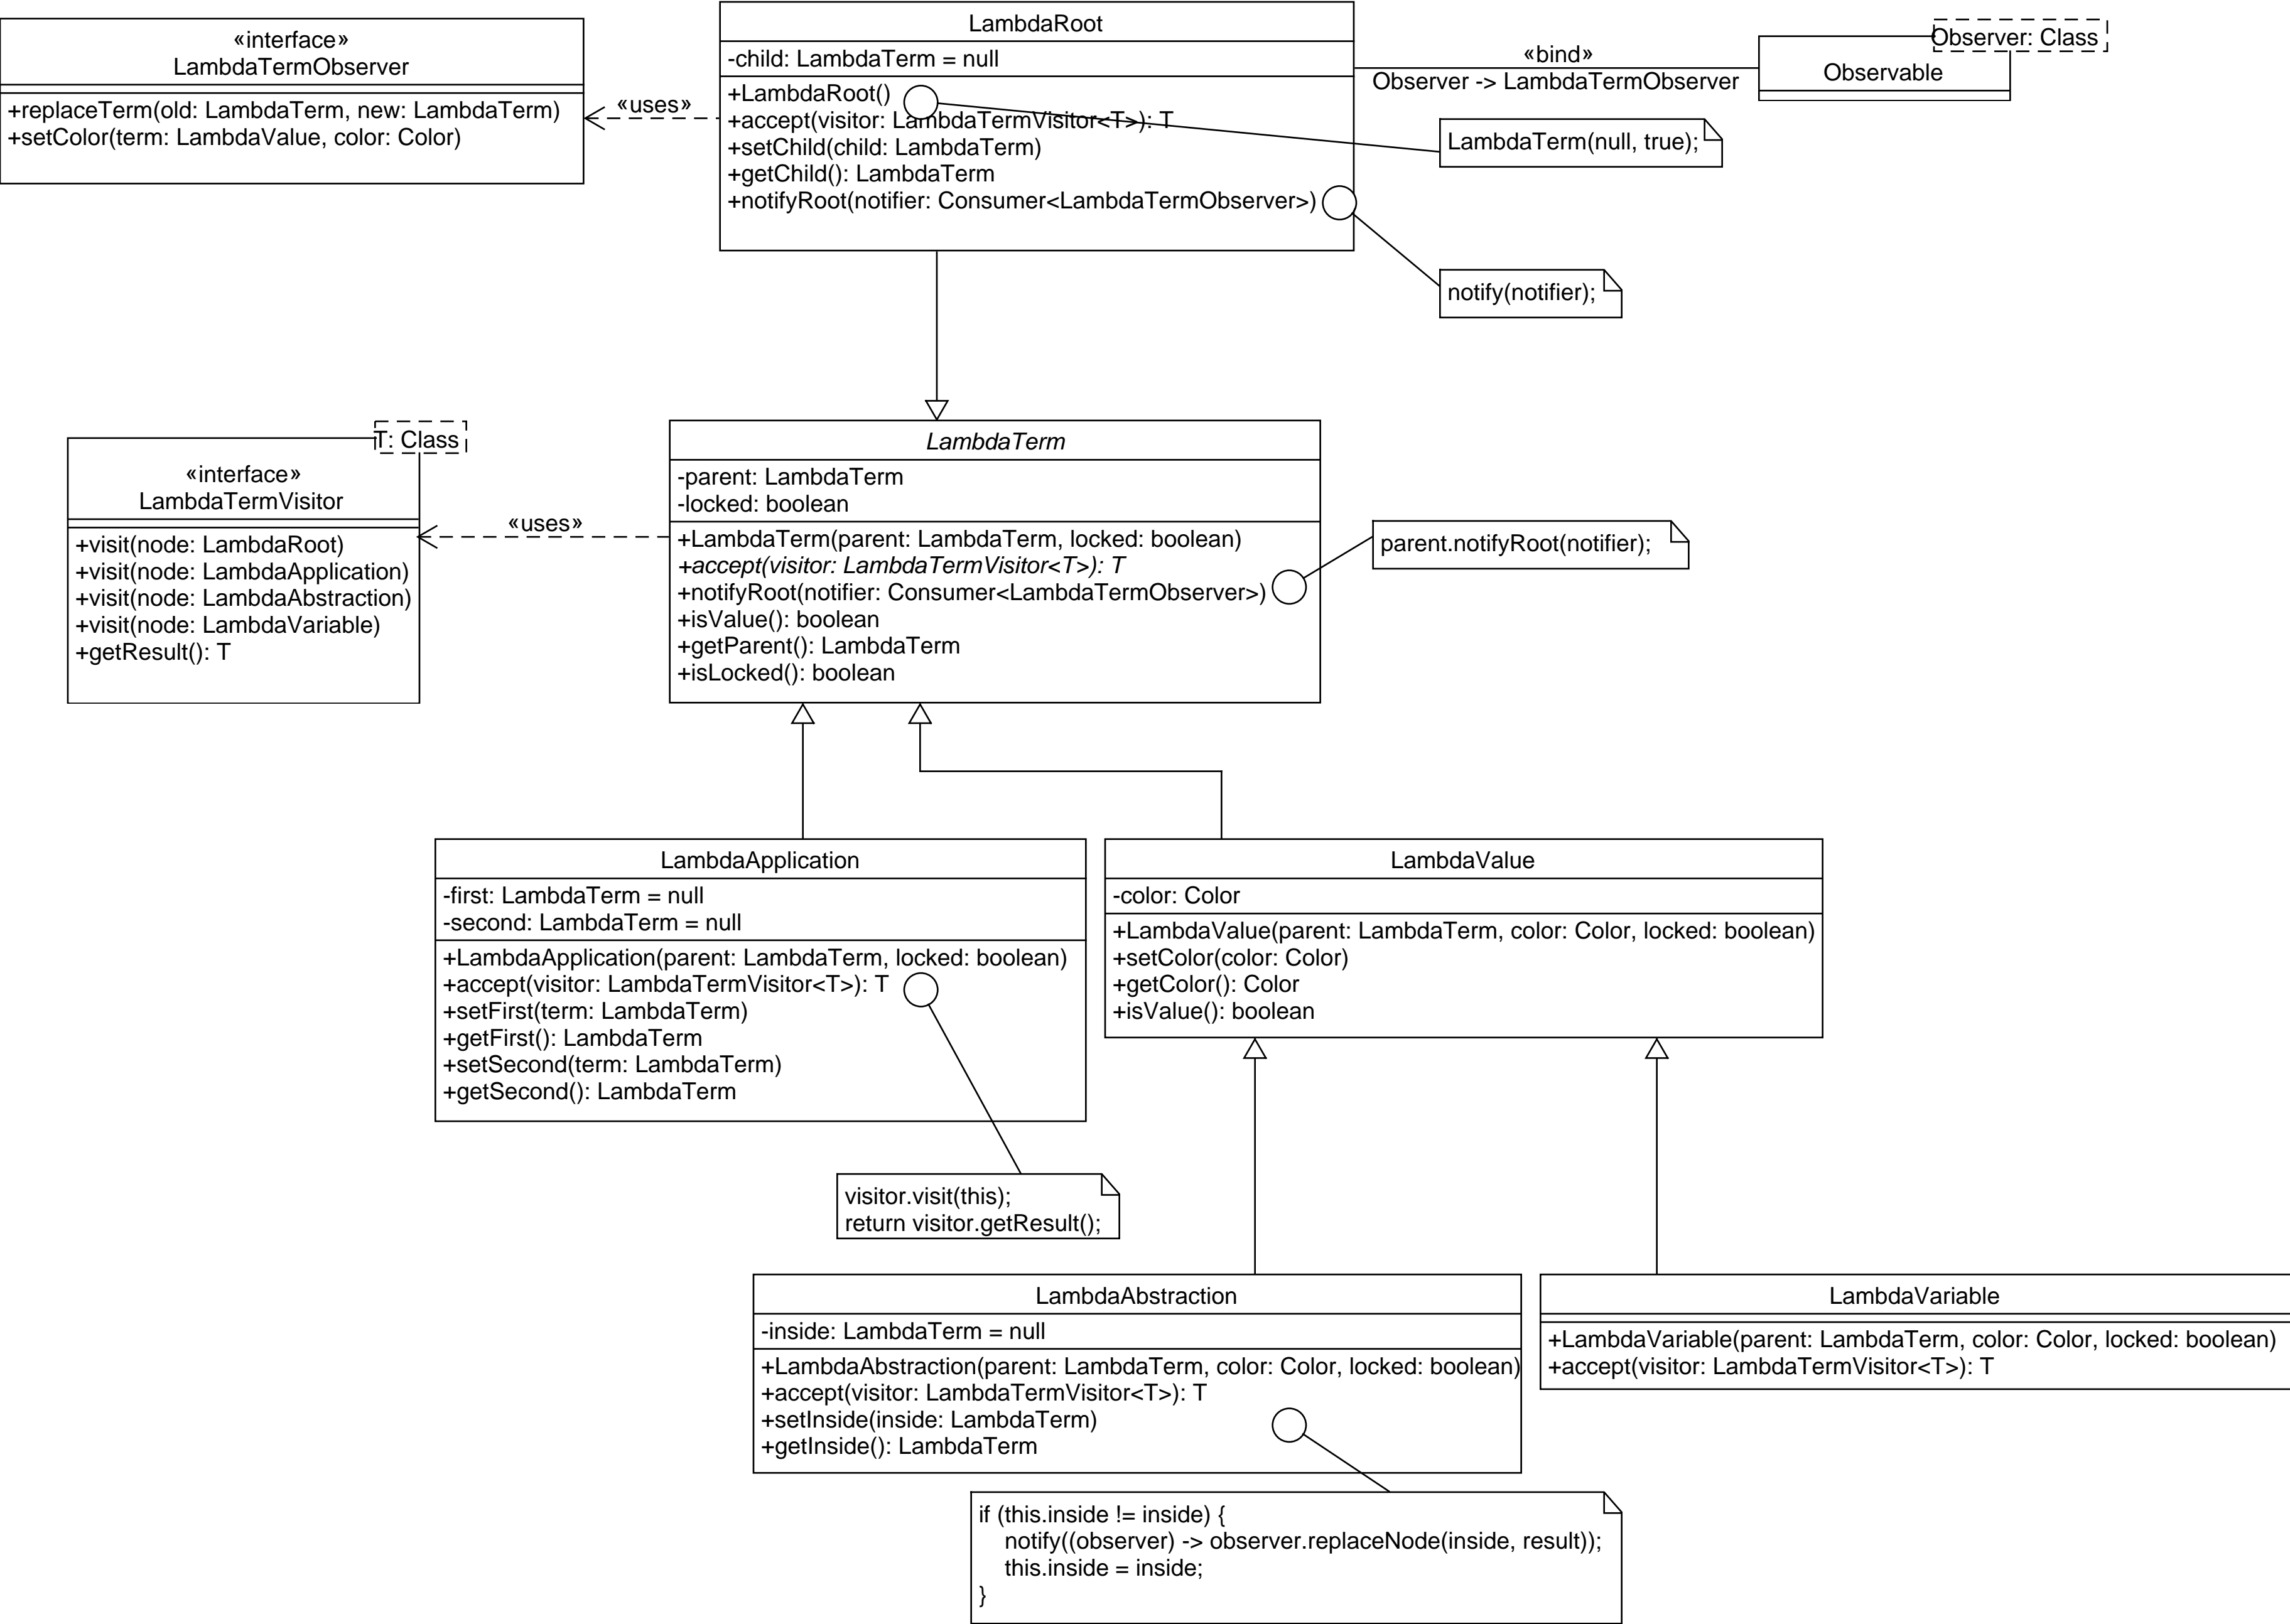 «interface»
LambdaTermObserver
+replaceTerm(old: LambdaTerm, new: LambdaTerm)
+setColor(term: LambdaValue, color: Color)
«uses»
LambdaRoot
-child: LambdaTerm = null
+LambdaRoot()
+accept(visitor: LambdaTermVisitor<T>): T
+setChild(child: LambdaTerm)
+getChild(): LambdaTerm
+notifyRoot(notifier: Consumer<LambdaTermObserver>)
«bind»
Observer -> LambdaTermObserver
Observer: Class
Observable
LambdaTerm(null, true);
notify(notifier);
T: Class
«interface»
LambdaTermVisitor
+visit(node: LambdaRoot)
+visit(node: LambdaApplication)
+visit(node: LambdaAbstraction)
+visit(node: LambdaVariable)
+getResult(): T
«uses»
LambdaTerm
-parent: LambdaTerm
-locked: boolean
+LambdaTerm(parent: LambdaTerm, locked: boolean)
+accept(visitor: LambdaTermVisitor<T>): T
+notifyRoot(notifier: Consumer<LambdaTermObserver>)
+isValue(): boolean
+getParent(): LambdaTerm
+isLocked(): boolean
parent.notifyRoot(notifier);
LambdaApplication
-first: LambdaTerm = null
-second: LambdaTerm = null
+LambdaApplication(parent: LambdaTerm, locked: boolean)
+accept(visitor: LambdaTermVisitor<T>): T
+setFirst(term: LambdaTerm)
+getFirst(): LambdaTerm
+setSecond(term: LambdaTerm)
+getSecond(): LambdaTerm
visitor.visit(this);
return visitor.getResult();
LambdaValue
-color: Color
+LambdaValue(parent: LambdaTerm, color: Color, locked: boolean)
+setColor(color: Color)
+getColor(): Color
+isValue(): boolean
LambdaAbstraction
-inside: LambdaTerm = null
+LambdaAbstraction(parent: LambdaTerm, color: Color, locked: boolean)
+accept(visitor: LambdaTermVisitor<T>): T
+setInside(inside: LambdaTerm)
+getInside(): LambdaTerm
if (this.inside != inside) {
notify((observer) -> observer.replaceNode(inside, result));
this.inside = inside;
}
LambdaVariable
+LambdaVariable(parent: LambdaTerm, color: Color, locked: boolean)
+accept(visitor: LambdaTermVisitor<T>): T